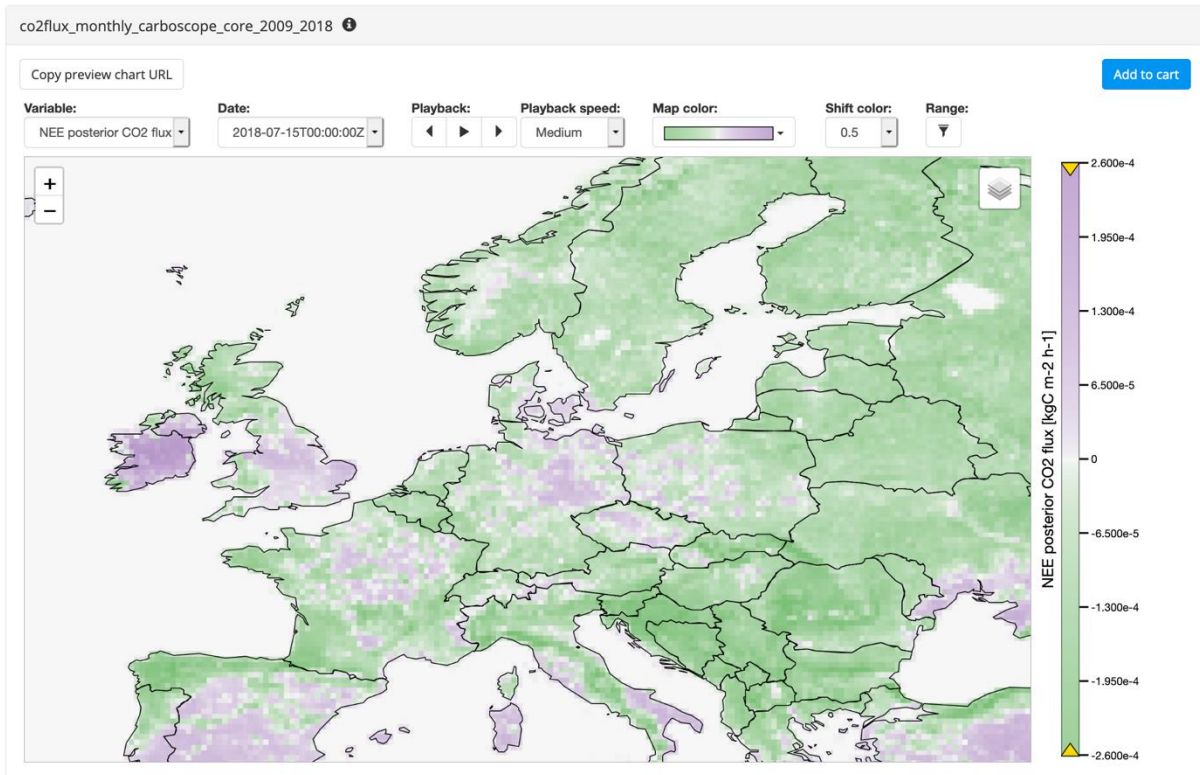 co2flux_monthly_carboscope_core_2009_2018
Copy preview chart URL
Add to cart
Variable: Date: Playback: Playback speed: Map color: Shift color: Range:
NEE posterior CO2 flux 2018-07-15T00:00:00Z Medium 0.5
+
−
2.600e-4
1.950e-4
1.300e-4
6.500e-5
0
-6.500e-5
-1.300e-4
-1.950e-4
-2.600e-4
NEE posterior CO2 flux [kgC m-2 h-1]